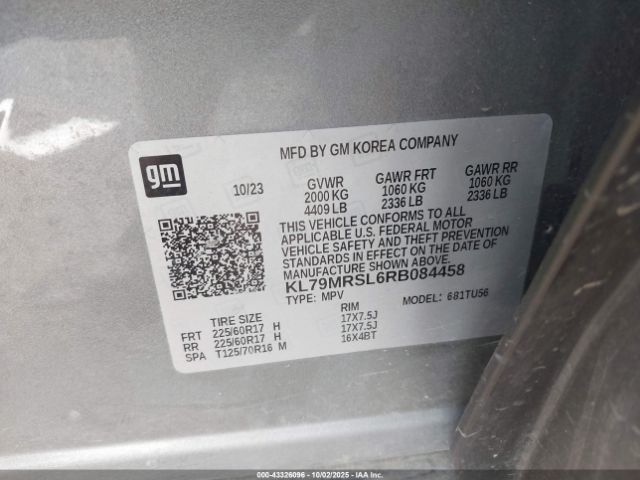 MFD BY GM KOREA COMPANY
gm
10/23 GVWR GAWR FRT GAWR RR
2000 KG 1060 KG 1060 KG
4409 LB 2336 LB 2336 LB
THIS VEHICLE CONFORMS TO ALL
APPLICABLE U.S. FEDERAL MOTOR
VEHICLE SAFETY AND THEFT PREVENTION
STANDARDS IN EFFECT ON THE DATE OF
MANUFACTURE SHOWN ABOVE.
KL79MRSL6RB084458
TYPE: MPV MODEL: 681TU56
TIRE SIZE RIM
FRT 225/60R17 H 17X7.5J
RR 225/60R17 H 17X7.5J
SPA T125/70R16 M 16X4BT
000-43326096 - 10/02/2025 - IAA Inc.